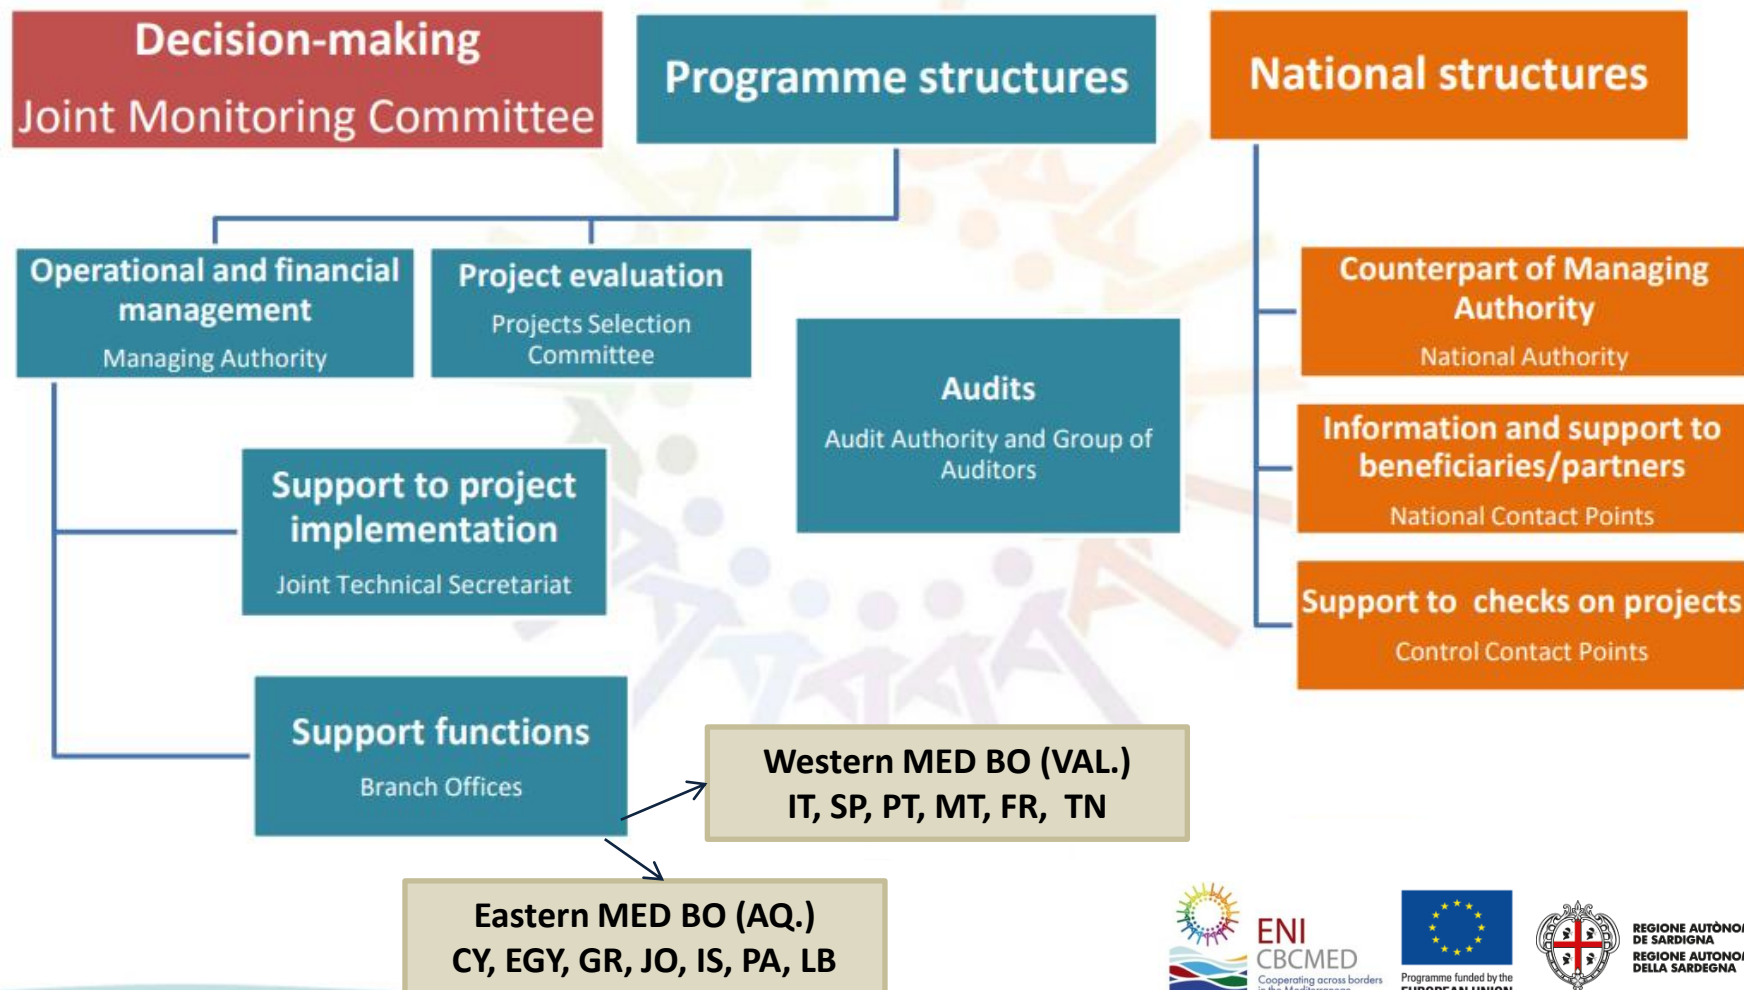 Decision-making
Joint Monitoring Committee
Programme structures
National structures
Operational and financial
management
Managing Authority
Project evaluation
Projects Selection
Committee
Audits
Audit Authority and Group of
Auditors
Counterpart of Managing
Authority
National Authority
Information and support to
beneficiaries/partners
National Contact Points
Support to checks on projects
Control Contact Points
Support to project
implementation
Joint Technical Secretariat
Support functions
Branch Offices
Western MED BO (VAL.)
IT, SP, PT, MT, FR, TN
Eastern MED BO (AQ.)
CY, EGY, GR, JO, IS, PA, LB
ENI
CBCMED
Cooperating across borders
in the Mediterranean
Programme funded by the
EUROPEAN UNION
REGIONE AUTÒNOM
DE SARDIGNA
REGIONE AUTONOM
DELLA SARDEGNA